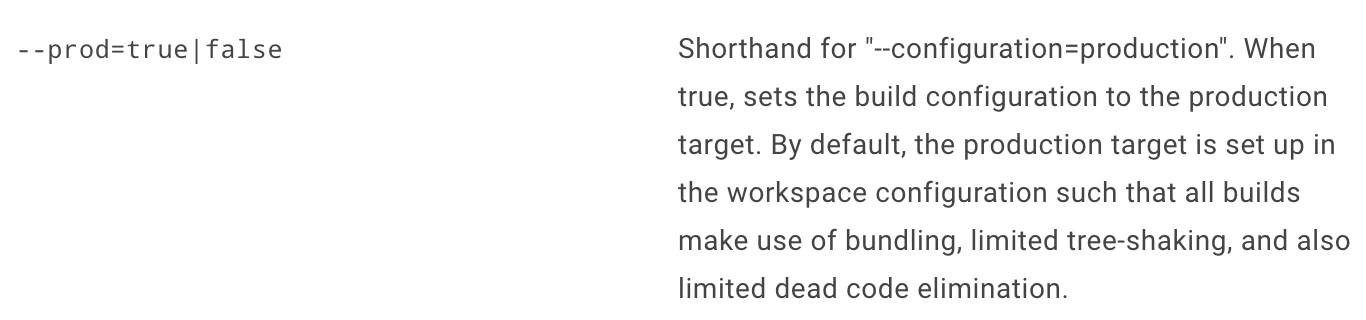 --prod=true|false
Shorthand for "--configuration=production". When
true, sets the build configuration to the production
target. By default, the production target is set up in
the workspace configuration such that all builds
make use of bundling, limited tree-shaking, and also
limited dead code elimination.